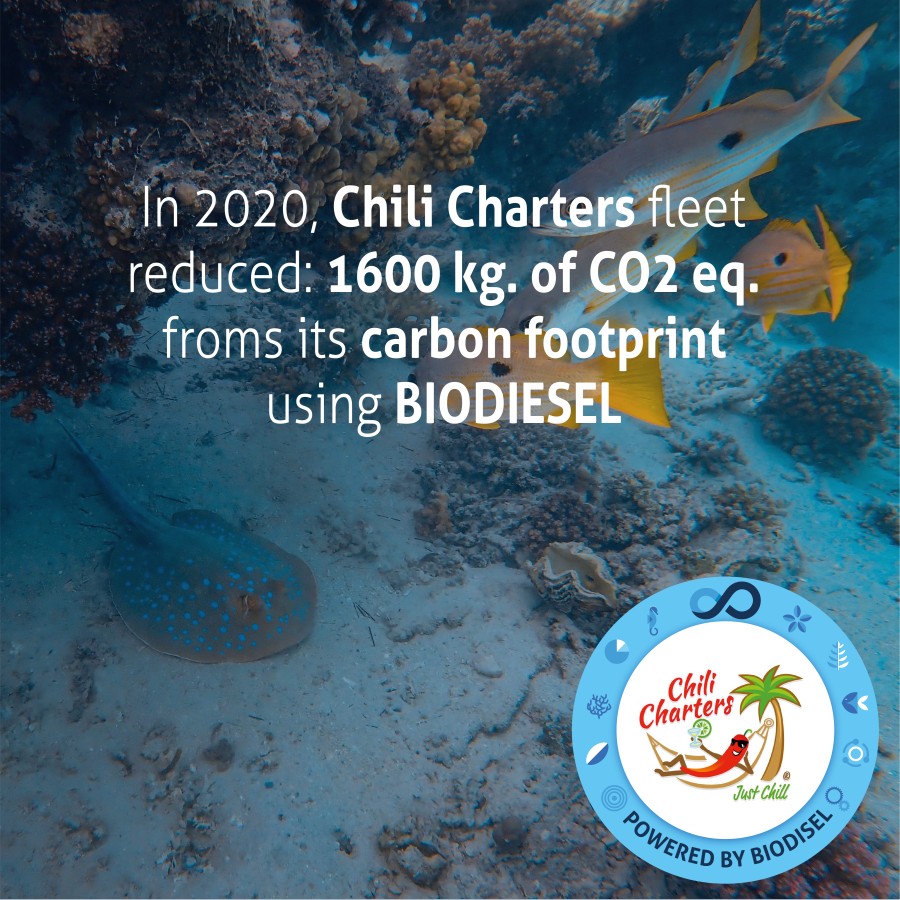 In 2020, Chili Charters fleet
reduced: 1600 kg. of CO2 eq.
froms its carbon footprint
using BIODIESEL
Chili
Charters
®
Just Chill
POWERED BY BIODISEL